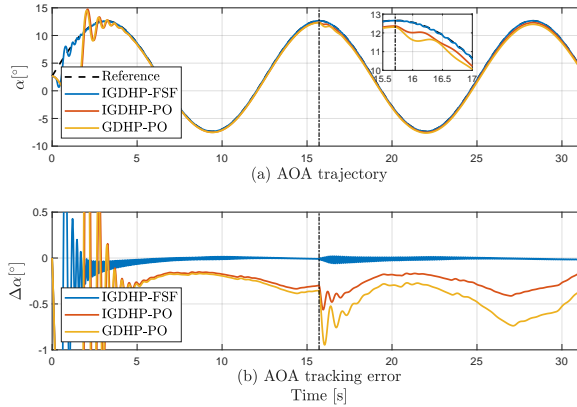 15
10
5
0
-5
-10
α[°]
Reference
IGDHP-FSF
IGDHP-PO
GDHP-PO
13
12
11
10
15.5 16 16.5 17
0 5 10 15 20 25 30
(a) AOA trajectory
0.5
0
-0.5
-1
Δα[°]
IGDHP-FSF
IGDHP-PO
GDHP-PO
0 5 10 15 20 25 30
(b) AOA tracking error
Time [s]